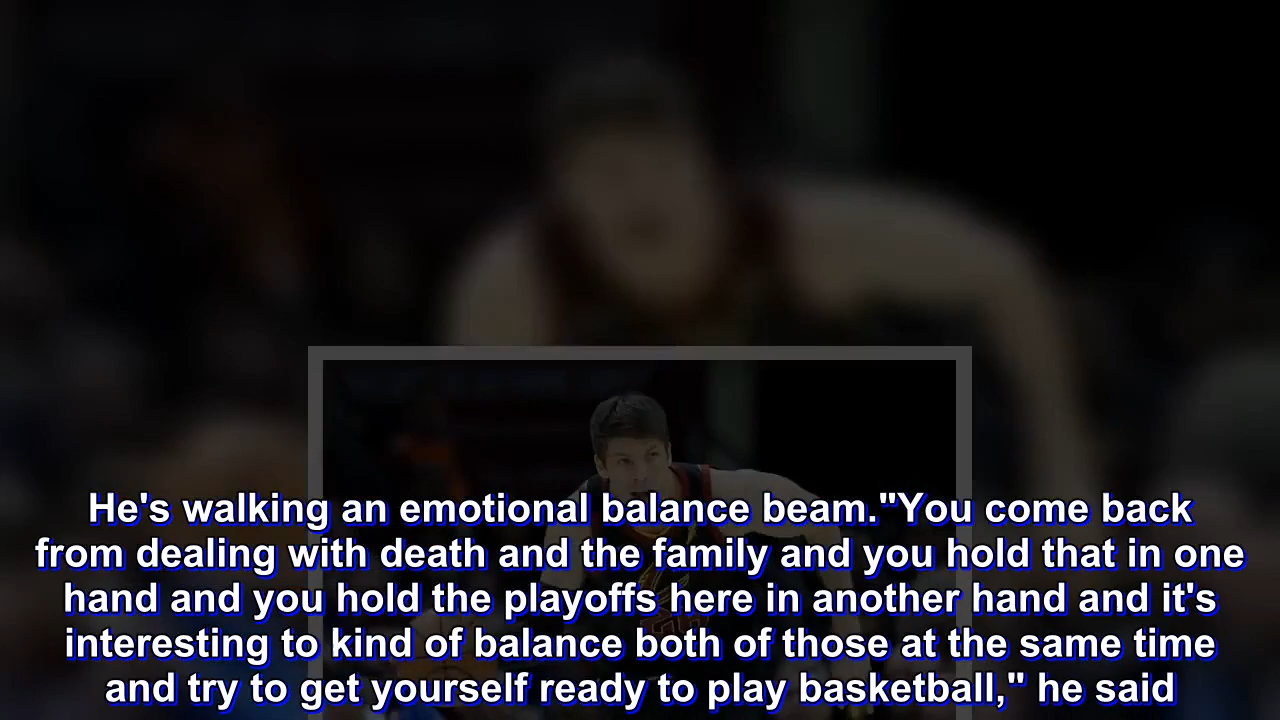 He's walking an emotional balance beam."You come back
from dealing with death and the family and you hold that in one
hand and you hold the playoffs here in another hand and it's
interesting to kind of balance both of those at the same time
and try to get yourself ready to play basketball," he said